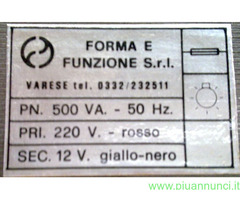 FORMA E
FUNZIONE S.r.l.
VARESE tel. 0332/232511
PN. 500 VA. - 50 Hz.
PRI. 220 V. - rosso
SEC. 12 V. giallo-nero
www.piuannunci.it